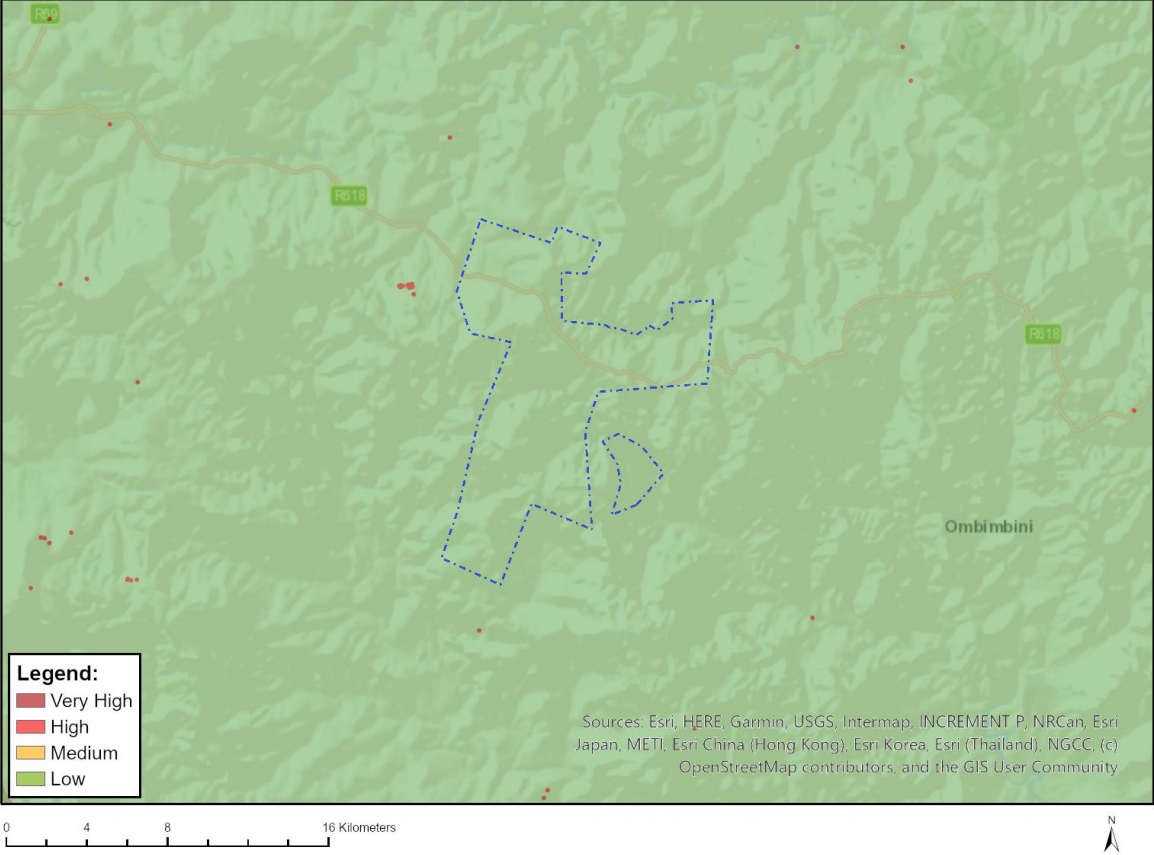 R69
R618
R618
Ombimbini
Legend:
Very High
High
Medium
Low
Sources: Esri, HERE, Garmin, USGS, Intermap, INCREMENT P, NRCan, Esri
Japan, METI, Esri China (Hong Kong), Esri Korea, Esri (Thailand), NGCC, (c)
OpenStreetMap contributors, and the GIS User Community
0 4 8 16 Kilometers
N